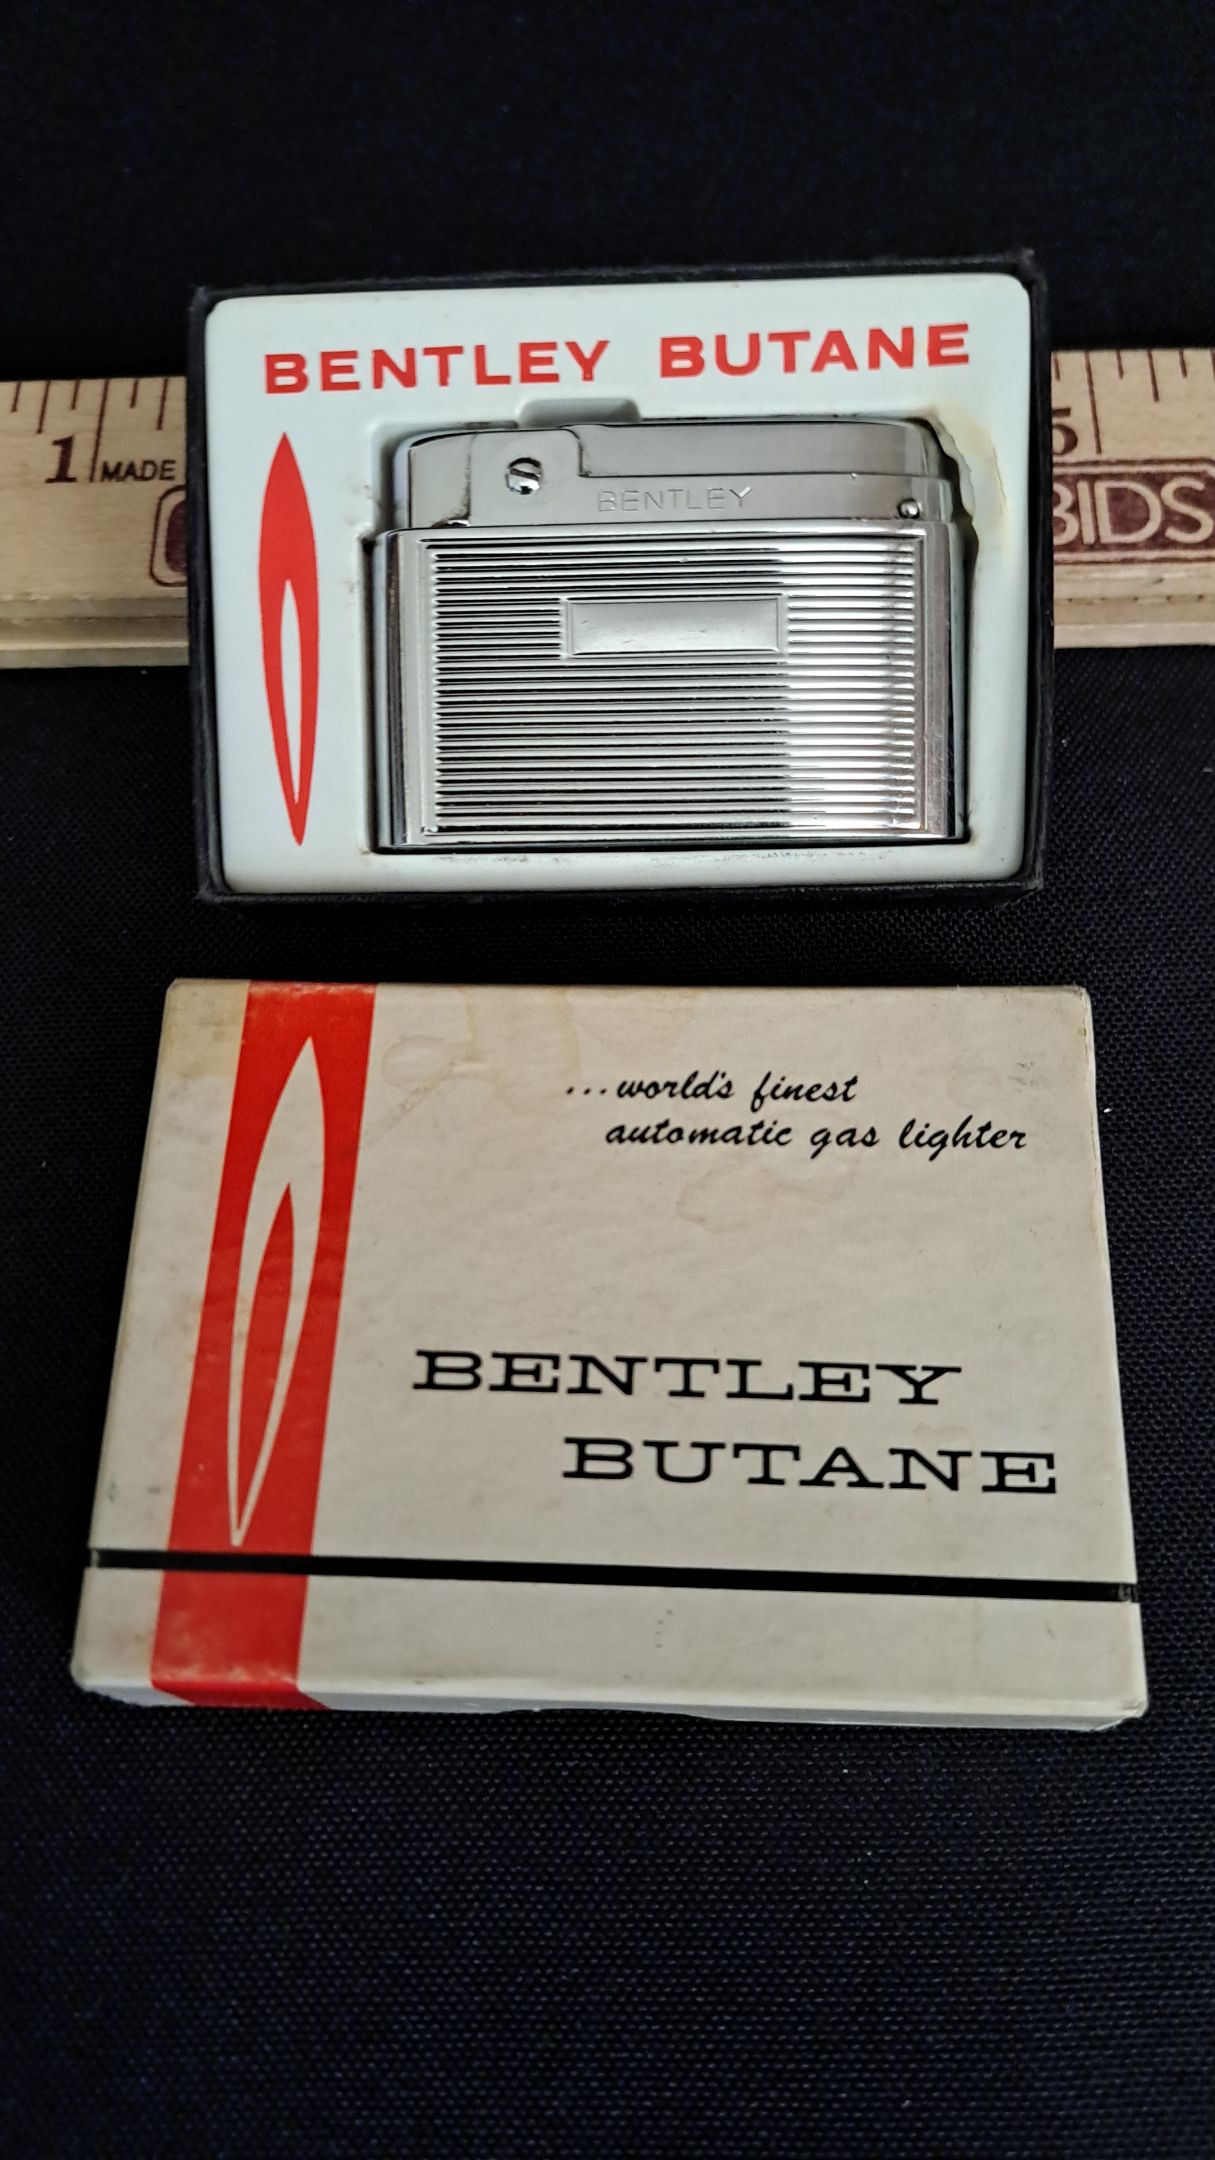 BENTLEY BUTANE
1 MADE
5
BIDS
BENTLEY
...world's finest
automatic gas lighter
BENTLEY
BUTANE